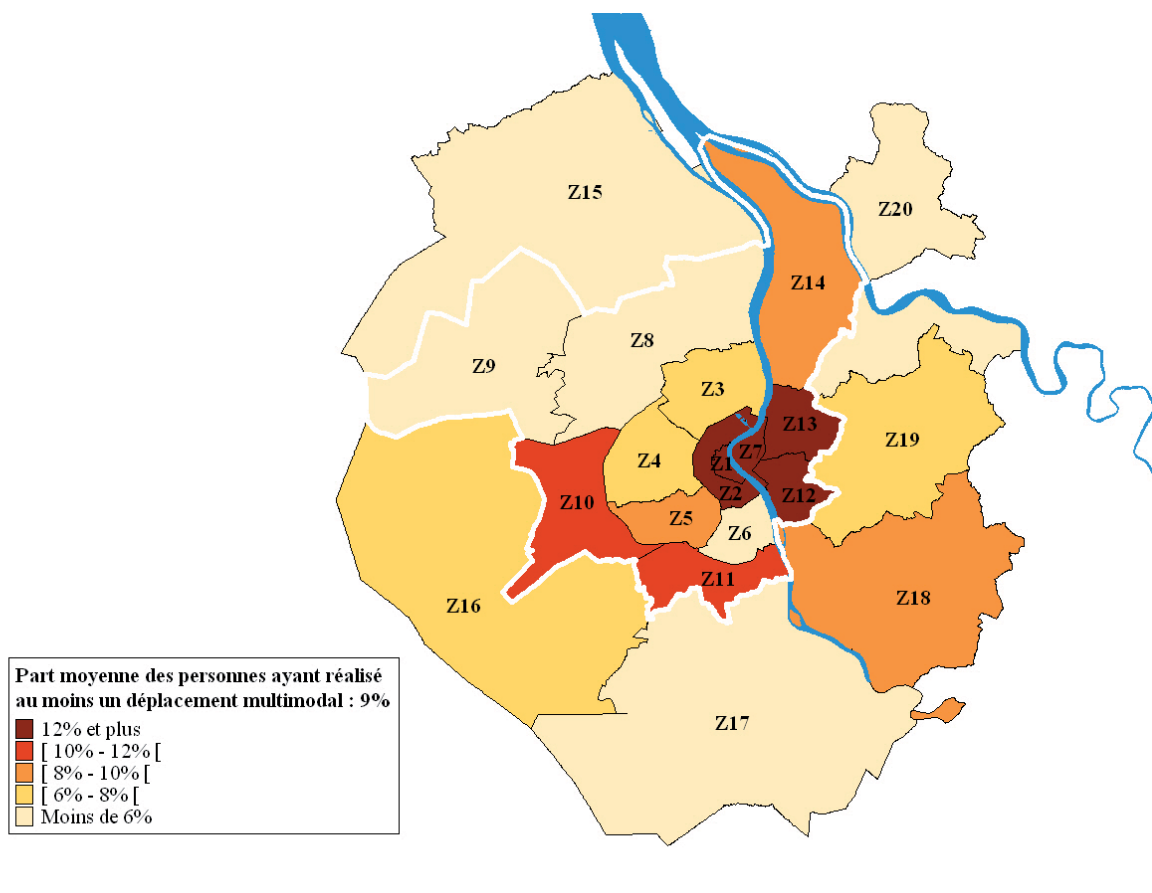 Z15
Z20
Z14
Z8
Z9
Z3
Z13
Z19
Z7
Z4
Z1
Z2
Z12
Z10
Z5
Z6
Z11
Z16
Z18
Z17
Part moyenne des personnes ayant réalisé
au moins un déplacement multimodal : 9%
12% et plus
[ 10% - 12% [
[ 8% - 10% [
[ 6% - 8% [
Moins de 6%